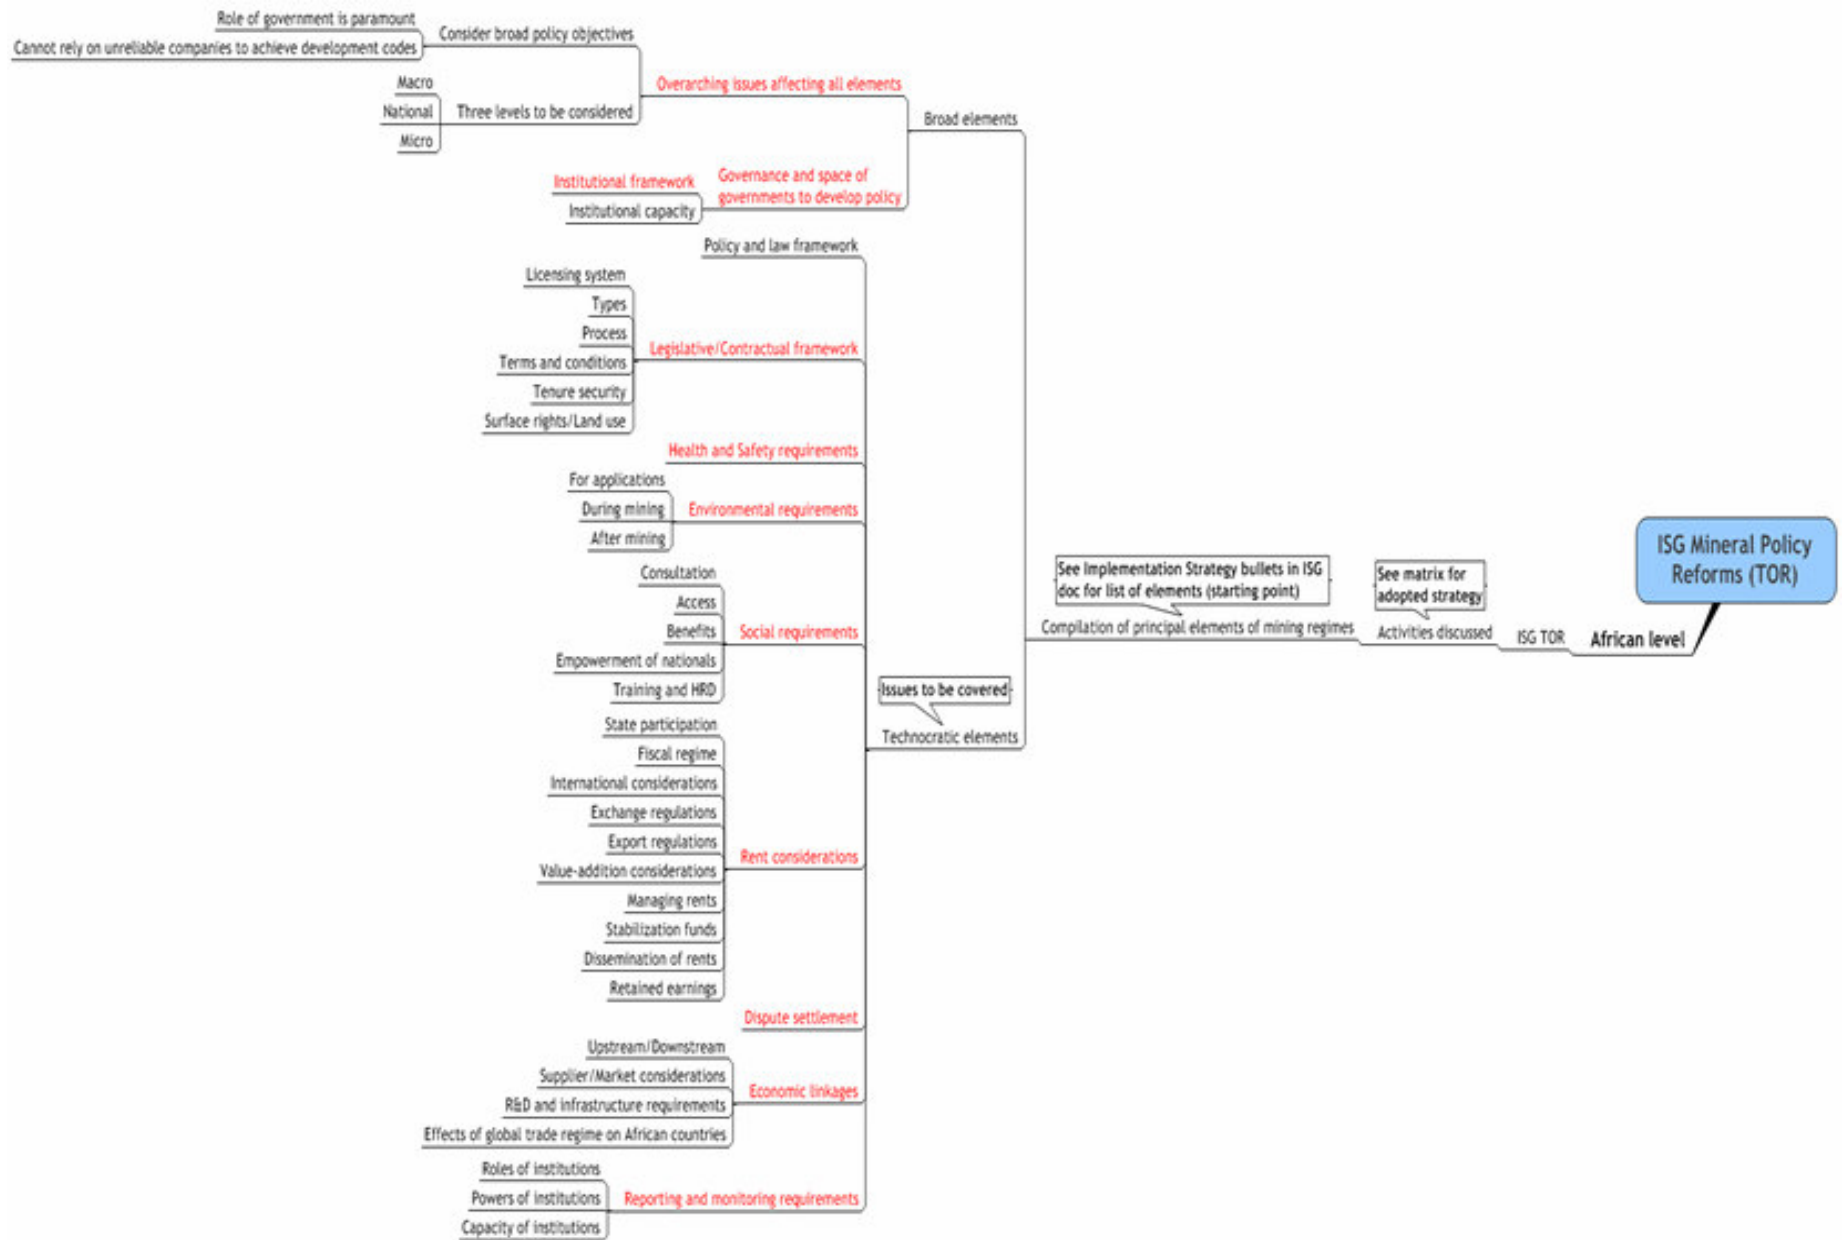 Role of government is paramount
Cannot rely on unreliable companies to achieve development codes
Consider broad policy objectives
Macro
National
Micro
Three levels to be considered
Overarching issues affecting all elements
Institutional framework
Institutional capacity
Governance and space of
governments to develop policy
Broad elements
Policy and law framework
Licensing system
Types
Process
Terms and conditions
Tenure security
Surface rights/Land use
Legislative/Contractual framework
Health and Safety requirements
For applications
During mining
After mining
Environmental requirements
Consultation
Access
Benefits
Empowerment of nationals
Training and HRD
Social requirements
State participation
Fiscal regime
International considerations
Exchange regulations
Export regulations
Value-addition considerations
Managing rents
Stabilization funds
Dissemination of rents
Retained earnings
Rent considerations
Dispute settlement
Upstream/Downstream
Supplier/Market considerations
R&D and infrastructure requirements
Effects of global trade regime on African countries
Economic linkages
Roles of institutions
Powers of institutions
Capacity of institutions
Reporting and monitoring requirements
Issues to be covered
Technocratic elements
See Implementation Strategy bullets in ISG
doc for list of elements (starting point)
Compilation of principal elements of mining regimes
See matrix for
adopted strategy
Activities discussed
ISG TOR
African level
ISG Mineral Policy
Reforms (TOR)